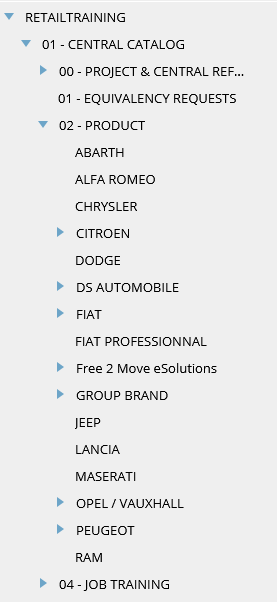 RETAILTRAINING
01 - CENTRAL CATALOG
00 - PROJECT & CENTRAL REF...
01 - EQUIVALENCY REQUESTS
02 - PRODUCT
ABARTH
ALFA ROMEO
CHRYSLER
CITROEN
DODGE
DS AUTOMOBILE
FIAT
FIAT PROFESSIONNAL
Free 2 Move eSolutions
GROUP BRAND
JEEP
LANCIA
MASERATI
OPEL / VAUXHALL
PEUGEOT
RAM
04 - JOB TRAINING